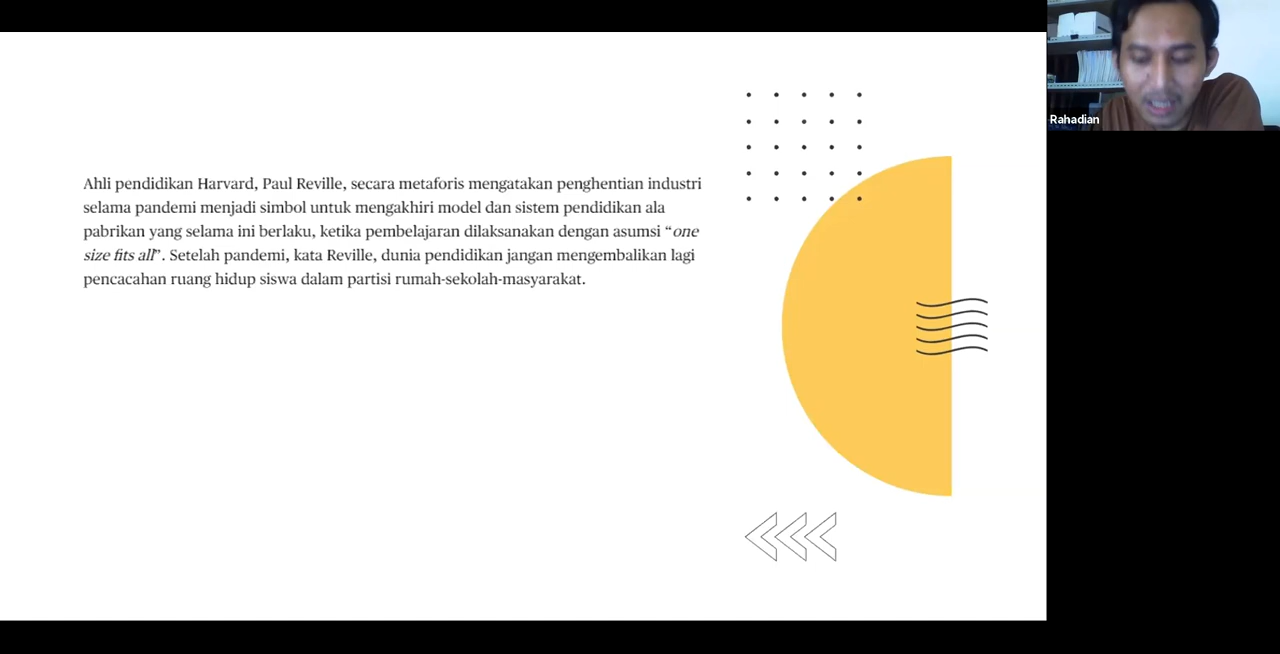 Ahli pendidikan Harvard, Paul Reville, secara metaforis mengatakan penghentian industri
selama pandemi menjadi simbol untuk mengakhiri model dan sistem pendidikan ala
pabrikan yang selama ini berlaku, ketika pembelajaran dilaksanakan dengan asumsi “one
size fits all”. Setelah pandemi, kata Reville, dunia pendidikan jangan mengembalikan lagi
pencacahan ruang hidup siswa dalam partisi rumah-sekolah-masyarakat.
Rahadian